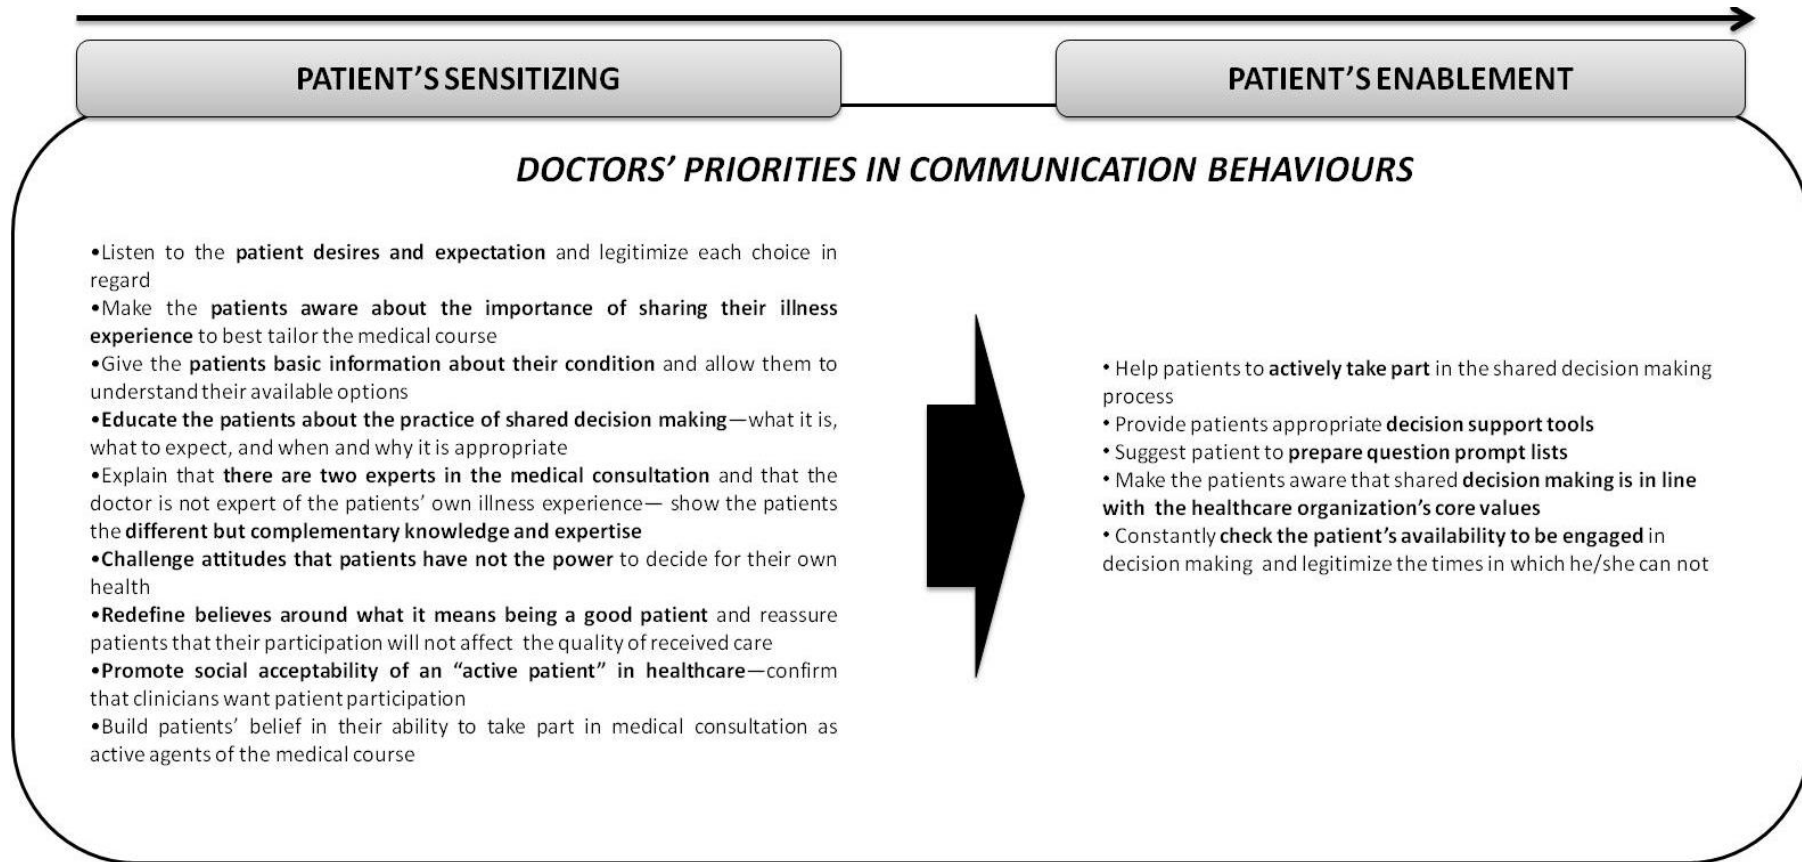 PATIENT'S SENSITIZING
PATIENT'S ENABLEMENT
DOCTORS' PRIORITIES IN COMMUNICATION BEHAVIOURS
•Listen to the patient desires and expectation and legitimize each choice in
regard
•Make the patients aware about the importance of sharing their illness
experience to best tailor the medical course
•Give the patients basic information about their condition and allow them to
understand their available options
•Educate the patients about the practice of shared decision making—what it is,
what to expect, and when and why it is appropriate
•Explain that there are two experts in the medical consultation and that the
doctor is not expert of the patients' own illness experience— show the patients
the different but complementary knowledge and expertise
•Challenge attitudes that patients have not the power to decide for their own
health
•Redefine believes around what it means being a good patient and reassure
patients that their participation will not affect the quality of received care
•Promote social acceptability of an “active patient” in healthcare—confirm
that clinicians want patient participation
•Build patients' belief in their ability to take part in medical consultation as
active agents of the medical course
• Help patients to actively take part in the shared decision making
process
• Provide patients appropriate decision support tools
• Suggest patient to prepare question prompt lists
• Make the patients aware that shared decision making is in line
with the healthcare organization's core values
• Constantly check the patient's availability to be engaged in
decision making and legitimize the times in which he/she can not